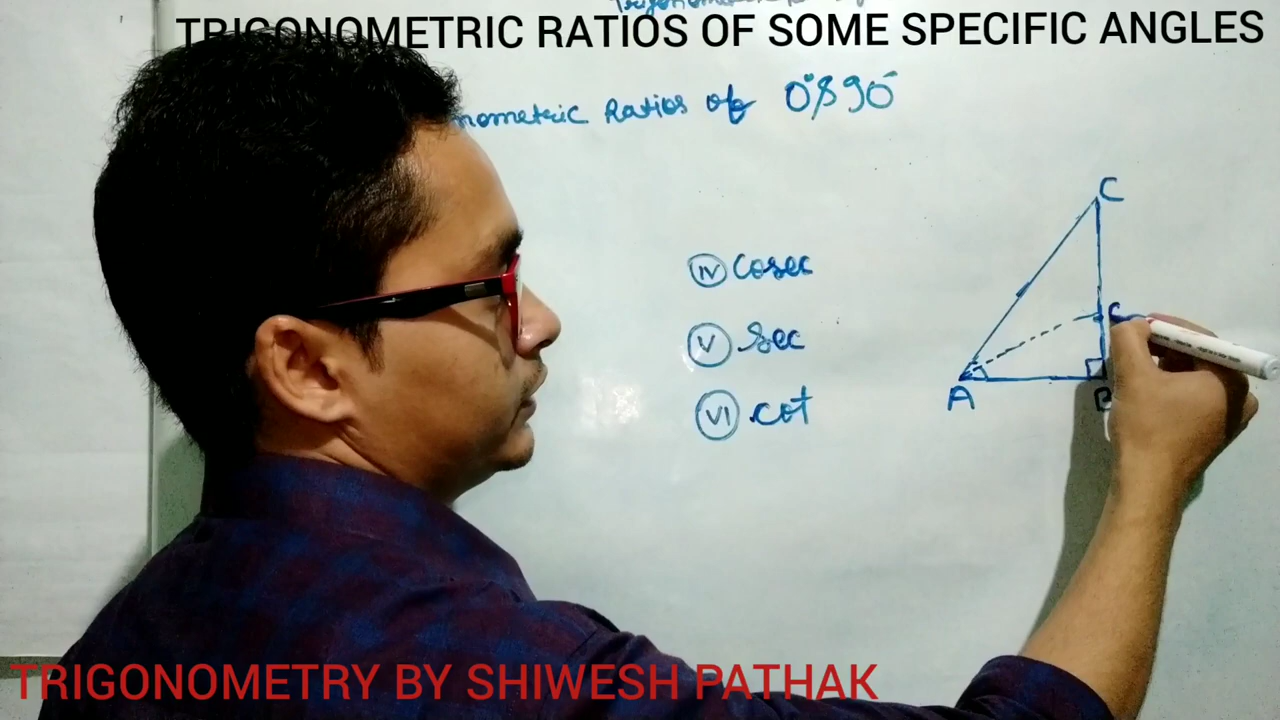 TRIGONOMETRIC RATIOS OF SOME SPECIFIC ANGLES
nometric Ratios of 0°&90°
C
IV cosec
C
V sec
A
B
VI cot
TRIGONOMETRY BY SHIWESH PATHAK